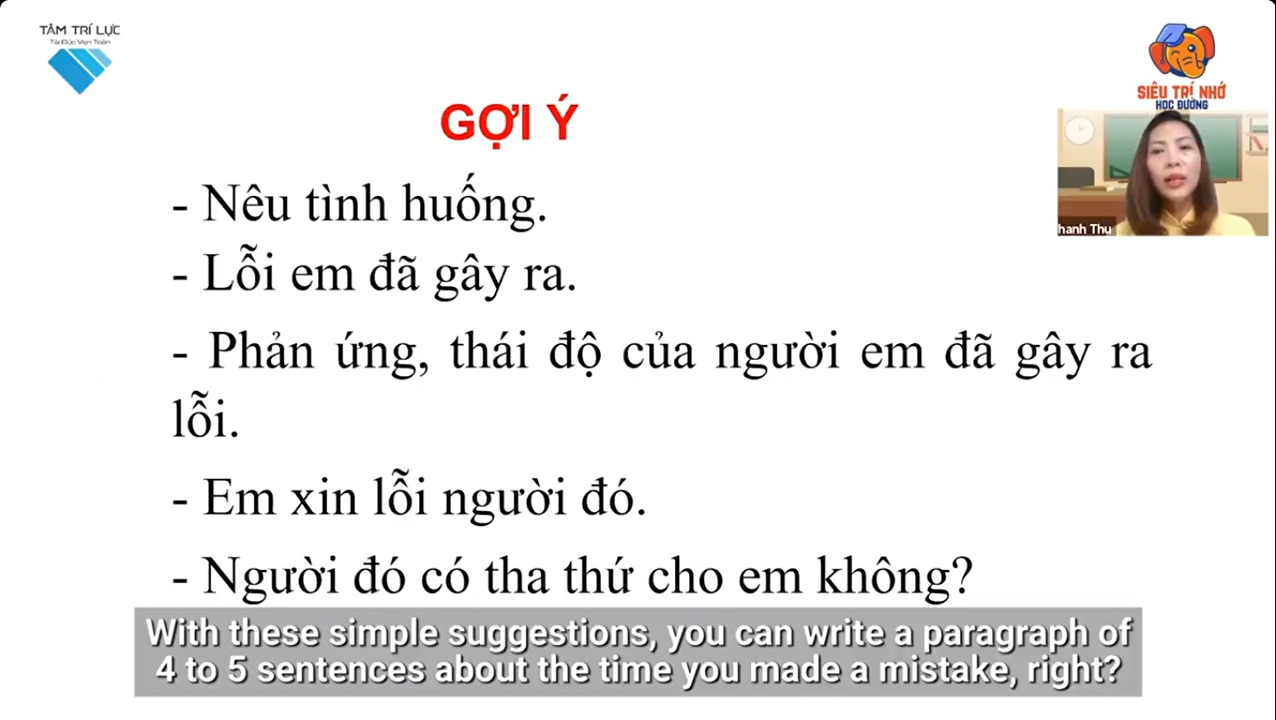 TÂM TRÍ LỰC
Tài Đức Vẹn Toàn
SIÊU TRÍ NHỚ
HỌC ĐƯỜNG
GỢI Ý
- Nêu tình huống.
- Lỗi em đã gây ra.
- Phản ứng, thái độ của người em đã gây ra
lỗi.
- Em xin lỗi người đó.
- Người đó có tha thứ cho em không?
hanh Thu
With these simple suggestions, you can write a paragraph of
4 to 5 sentences about the time you made a mistake, right?